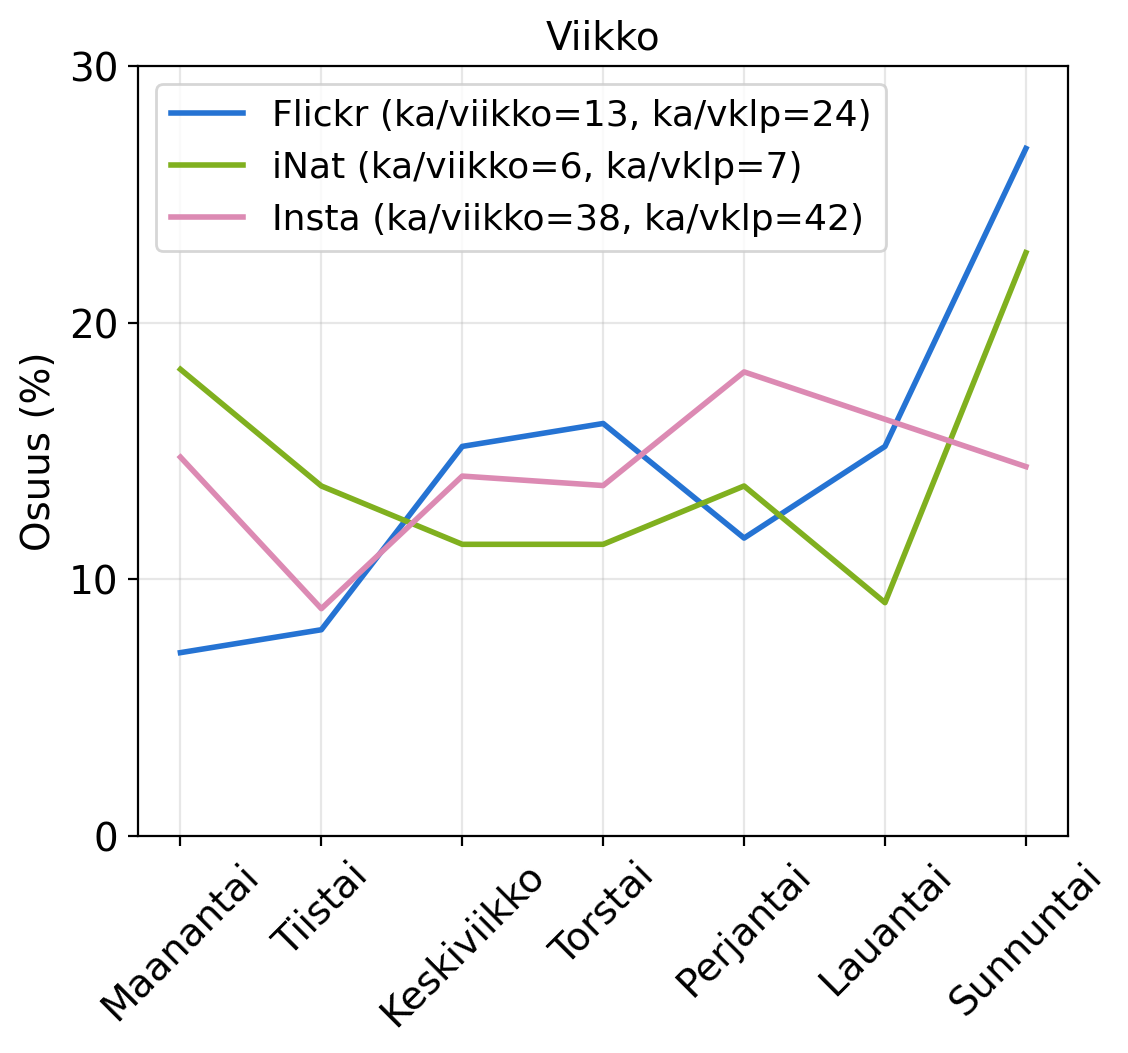 Viikko
30
20
10
0
Osuus (%)
Flickr (ka/viikko=13, ka/vklp=24)
iNat (ka/viikko=6, ka/vklp=7)
Insta (ka/viikko=38, ka/vklp=42)
Maanantai
Tiistai
Keskiviikko
Torstai
Perjantai
Lauantai
Sunnuntai